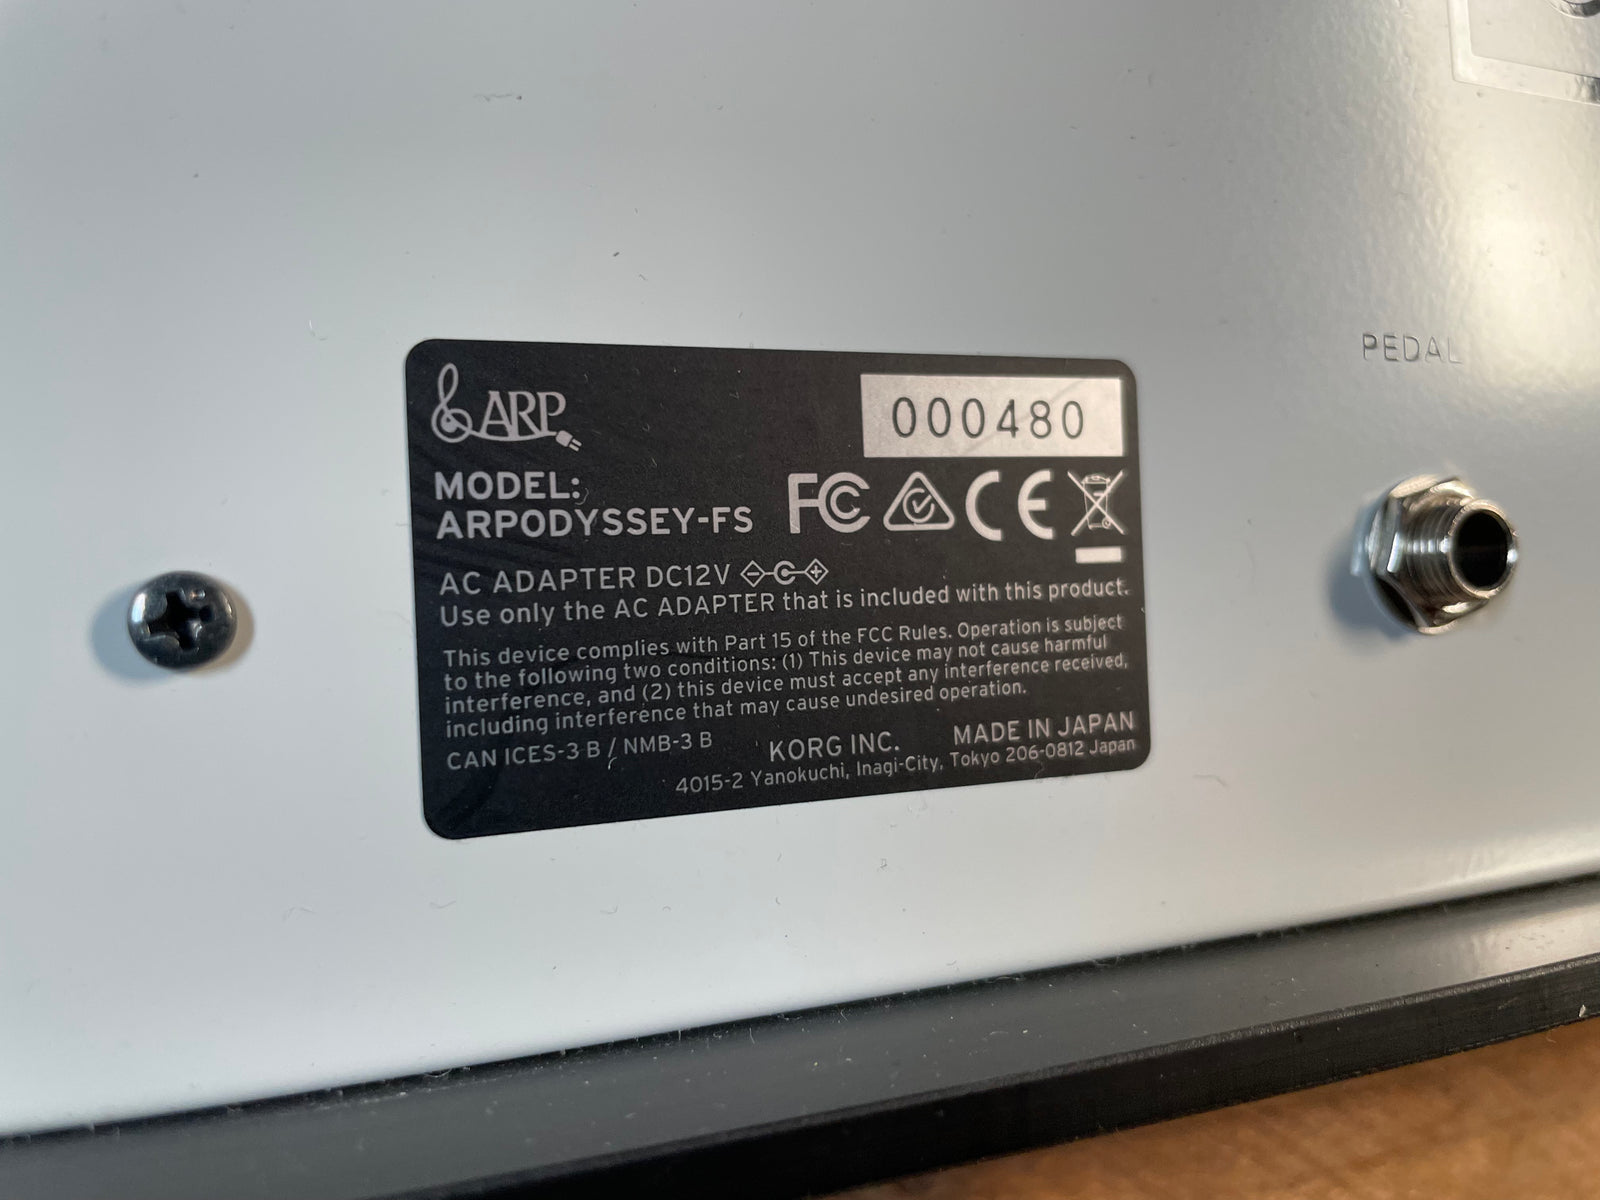 ARP
000480
MODEL:
ARPODYSSEY-FS
FC CE
AC ADAPTER DC12V
Use only the AC ADAPTER that is included with this product.
This device complies with Part 15 of the FCC Rules. Operation is subject
to the following two conditions: (1) This device may not cause harmful
interference, and (2) this device must accept any interference received,
including interference that may cause undesired operation.
CAN ICES-3 B / NMB-3 B
KORG INC.
MADE IN JAPAN
4015-2 Yanokuchi, Inagi-City, Tokyo 206-0812 Japan
PEDAL